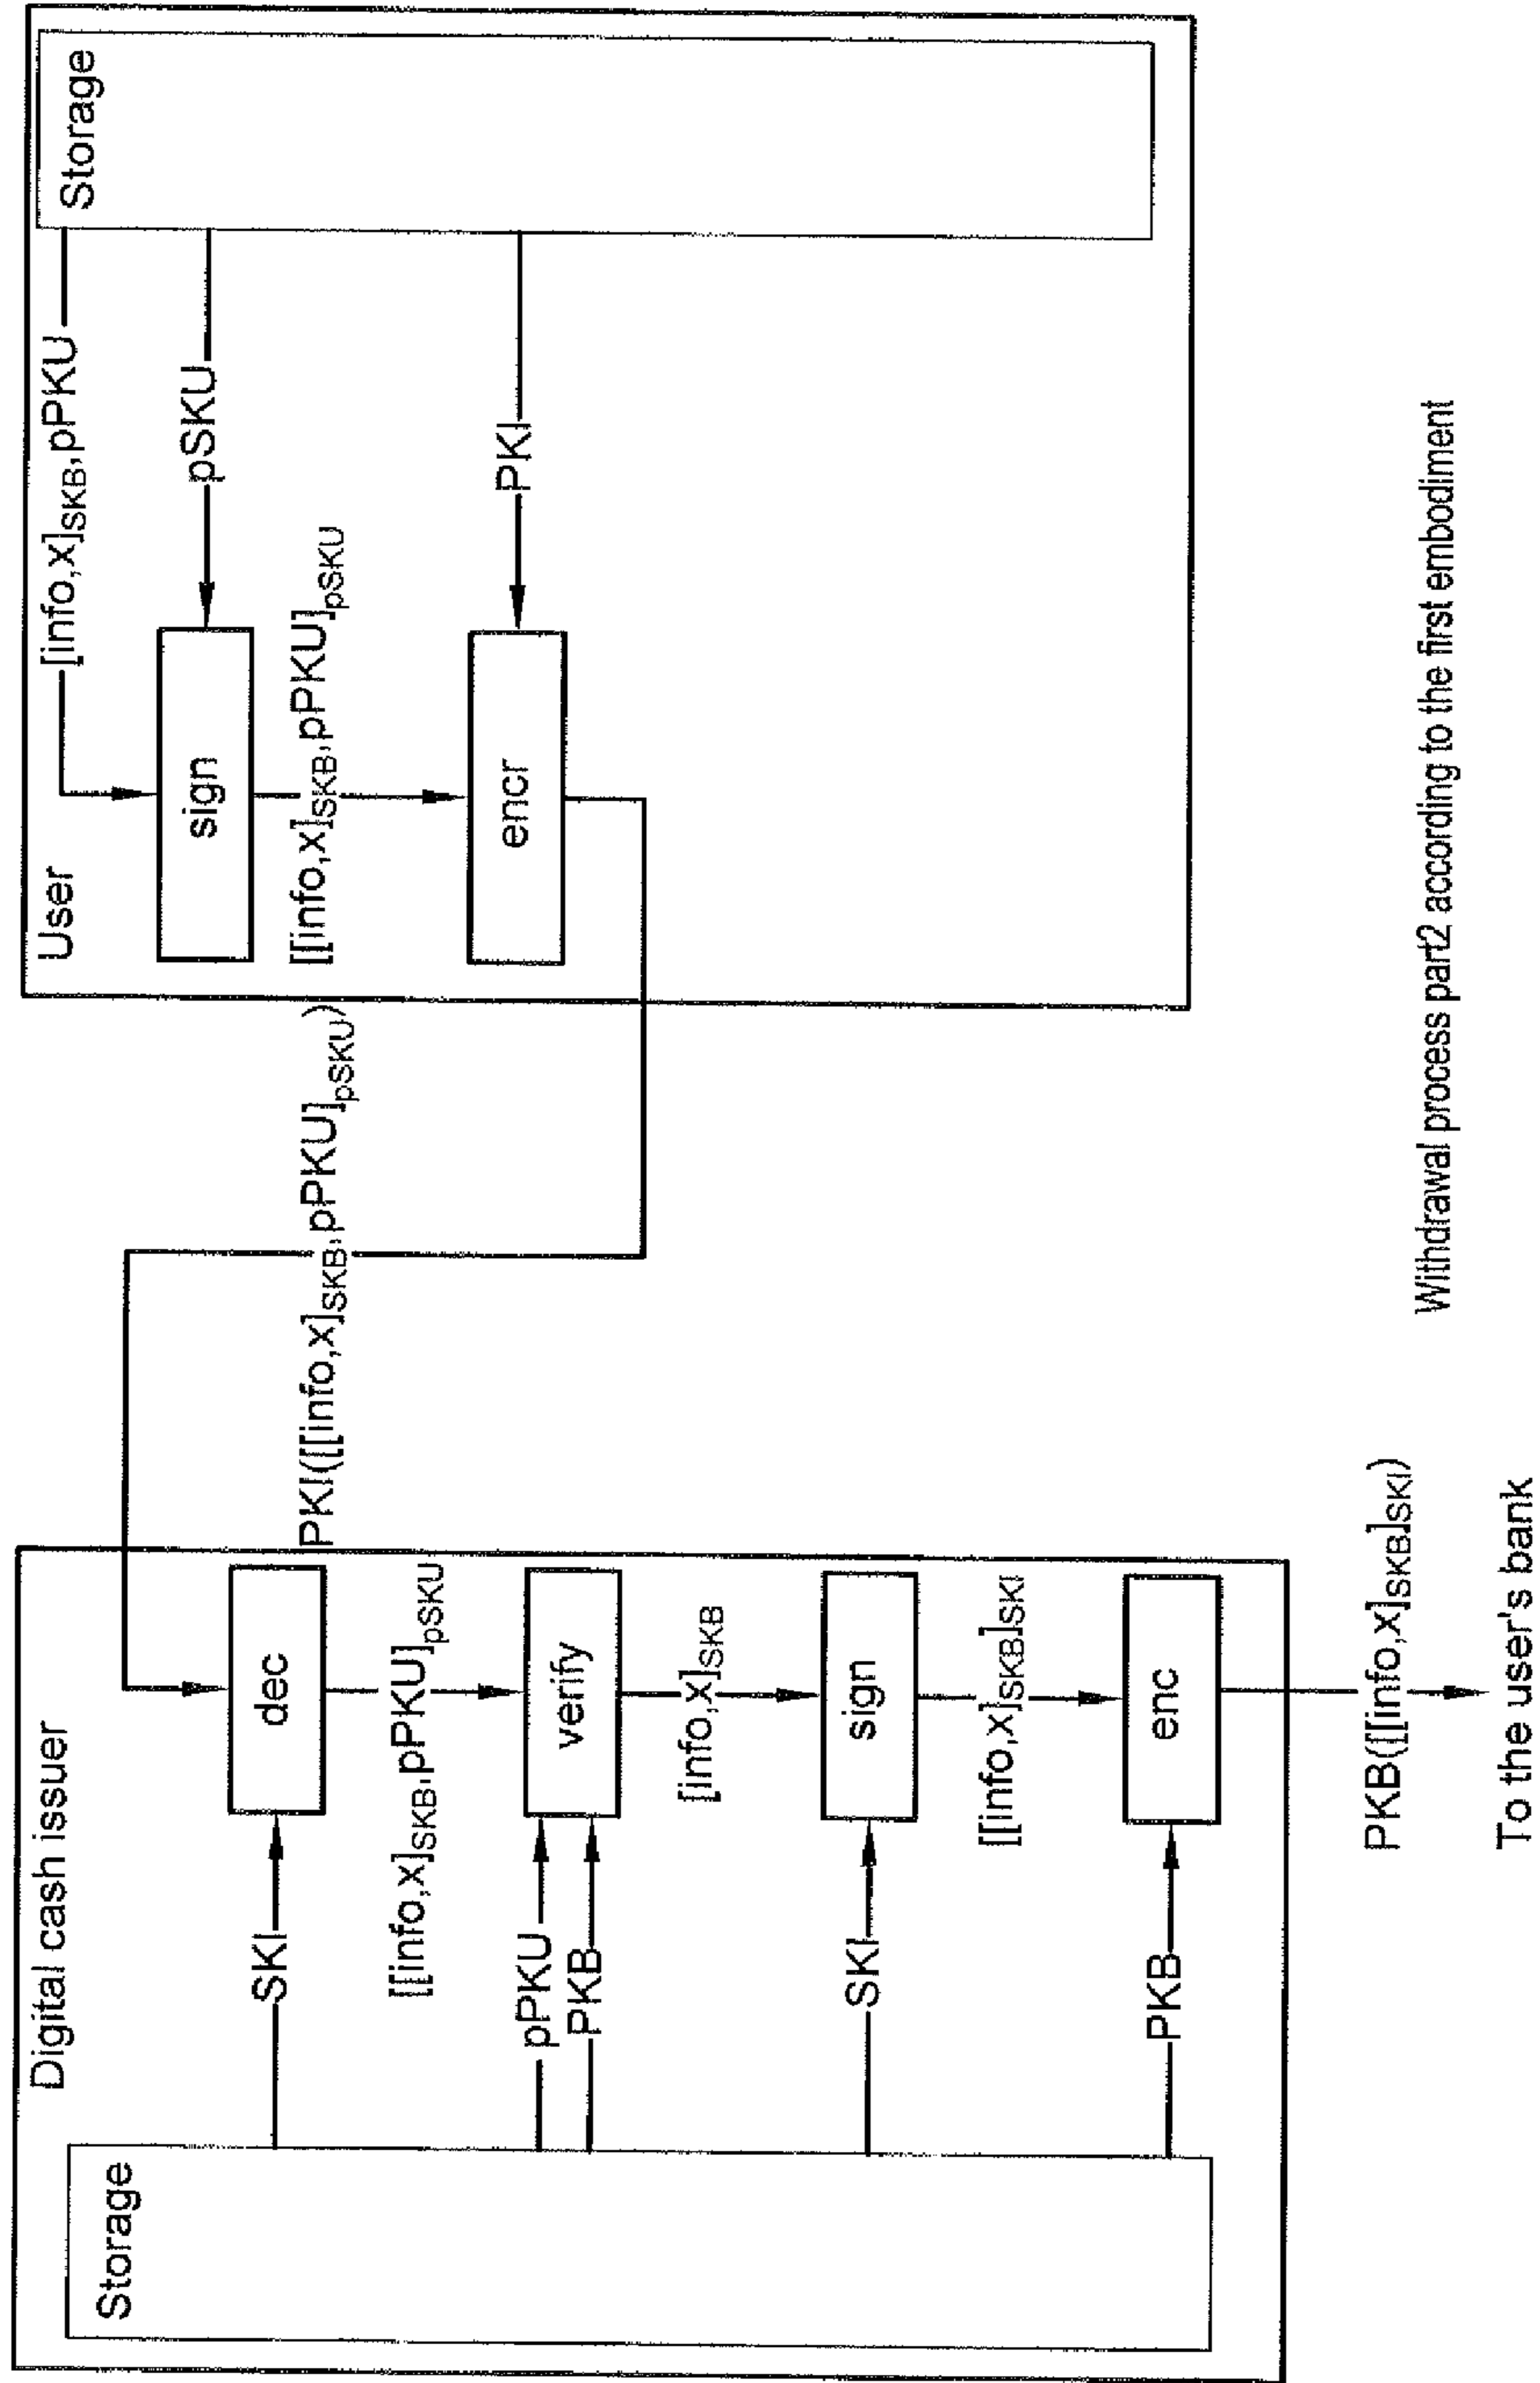 Digital cash issuer
Storage
SKI
dec
[[info,x]SKB,pPKU]pSKU
pPKU
PKB
verify
[info,x]SKB
SKI
sign
[[info,x]SKB]SKI
PKB
enc
PKB([[info,x]SKB]SKI)
To the user's bank
PKI([[info,x]SKB,pPKU]pSKU)
User
Storage
[info,x]SKB,pPKU
pSKU
sign
[[info,x]SKB,pPKU]pSKU
PKI
encr
Withdrawal process part2 according to the first embodiment